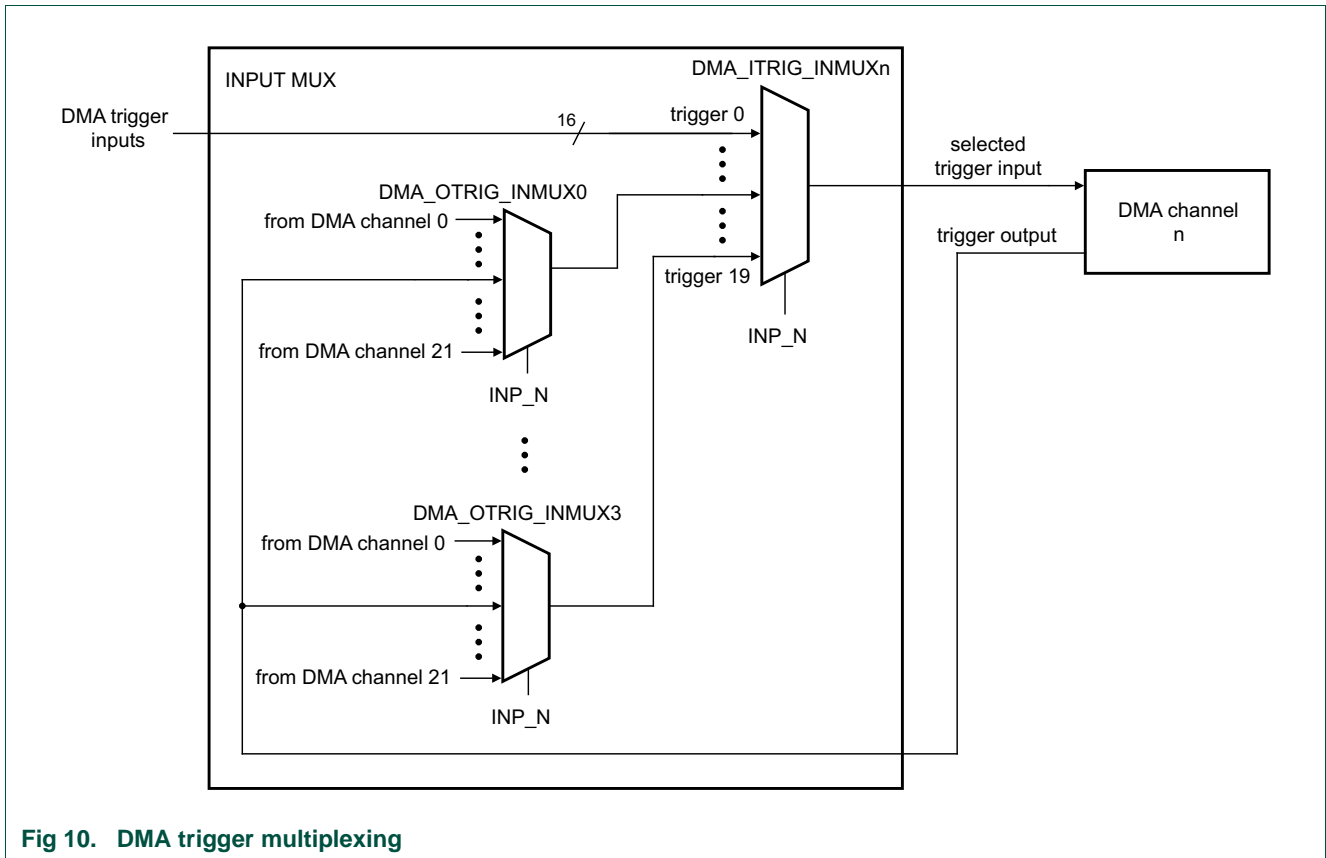 INPUT MUX
DMA_ITRIG_INMUXn
DMA trigger
inputs
16
trigger 0
selected
trigger input
DMA_OTRIG_INMUX0
from DMA channel 0
DMA channel
n
trigger output
trigger 19
INP_N
from DMA channel 21
INP_N
DMA_OTRIG_INMUX3
from DMA channel 0
from DMA channel 21
INP_N
Fig 10. DMA trigger multiplexing